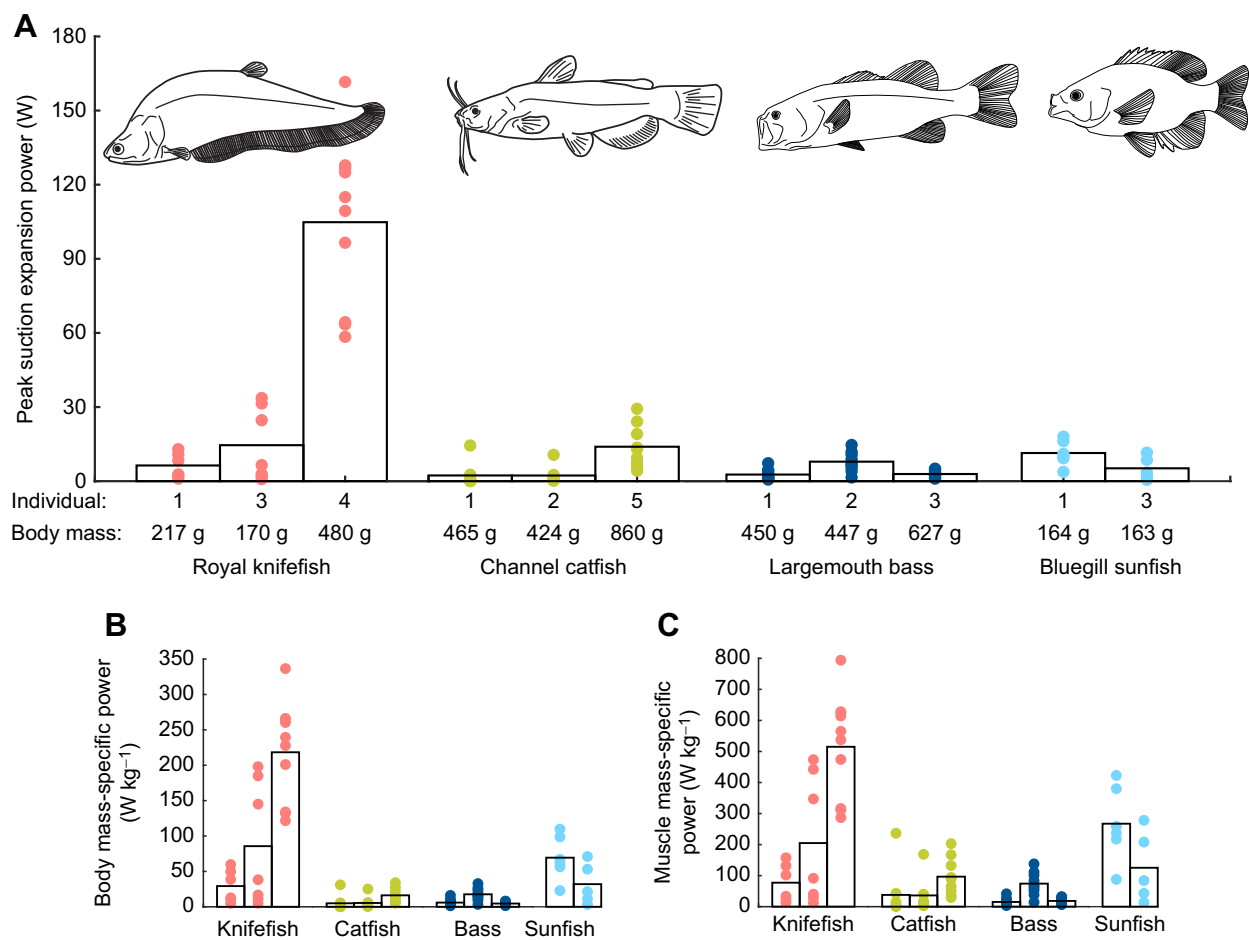 A
180
150
120
90
60
30
0
Peak suction expansion power (W)
Individual: 1 3 4 1 2 5 1 2 3 1 3
Body mass: 217 g 170 g 480 g 465 g 424 g 860 g 450 g 447 g 627 g 164 g 163 g
Royal knifefish Channel catfish Largemouth bass Bluegill sunfish
B
350
300
250
200
150
100
50
0
Body mass-specific power
(W kg⁻¹)
Knifefish Catfish Bass Sunfish
C
800
700
600
500
400
300
200
100
0
Muscle mass-specific
power (W kg⁻¹)
Knifefish Catfish Bass Sunfish